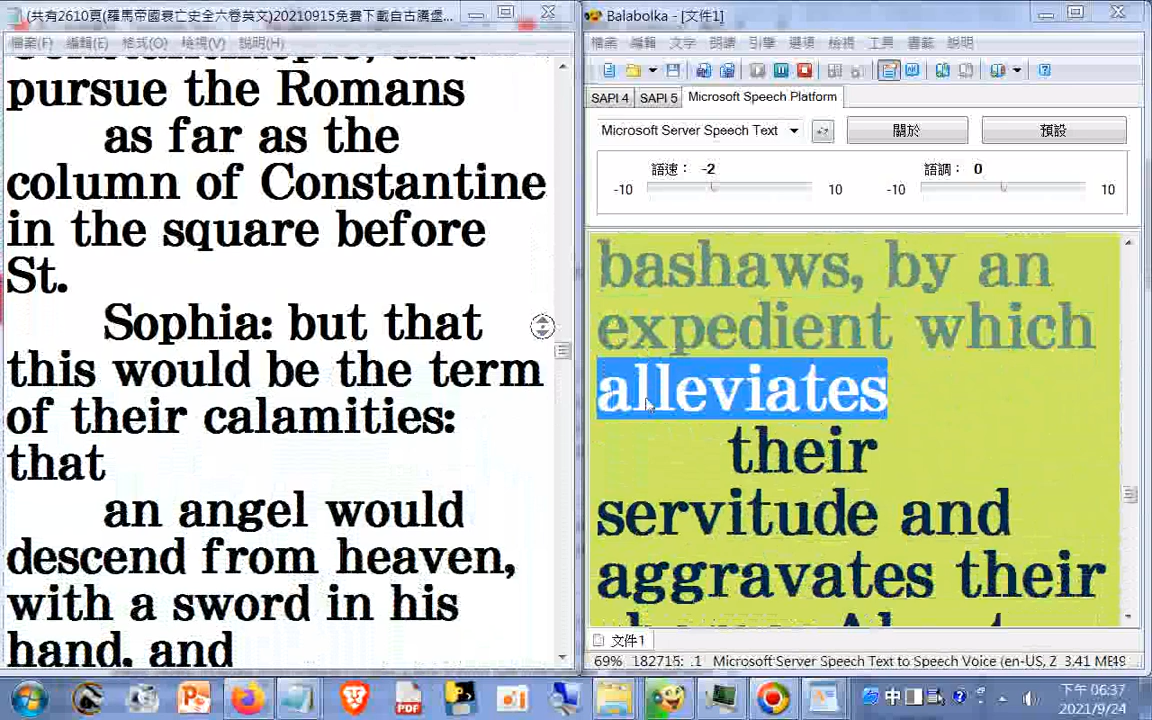 (共有2610頁(羅馬帝國衰亡史全六卷英文)20210915免費下載自古騰堡...
檔案(F) 編輯(E) 格式(O) 檢視(V) 說明(H)
pursue the Romans
as far as the
column of Constantine
in the square before
St.
Sophia: but that
this would be the term
of their calamities:
that
an angel would
descend from heaven,
with a sword in his
hand, and
Balabolka - [文件1]
檔案 編輯 文字 朗讀 引擎 選項 檢視 工具 書籤 說明
SAPI 4 SAPI 5 Microsoft Speech Platform
Microsoft Server Speech Text 關於 預設
語速: -2 語調: 0
-10 10 -10 10
bashaws, by an
expedient which
alleviates
their
servitude and
aggravates their
文件1
69% 182715: .1 Microsoft Server Speech Text to Speech Voice (en-US, Z 3.41 ME49
中 下午 06:37
2021/9/24